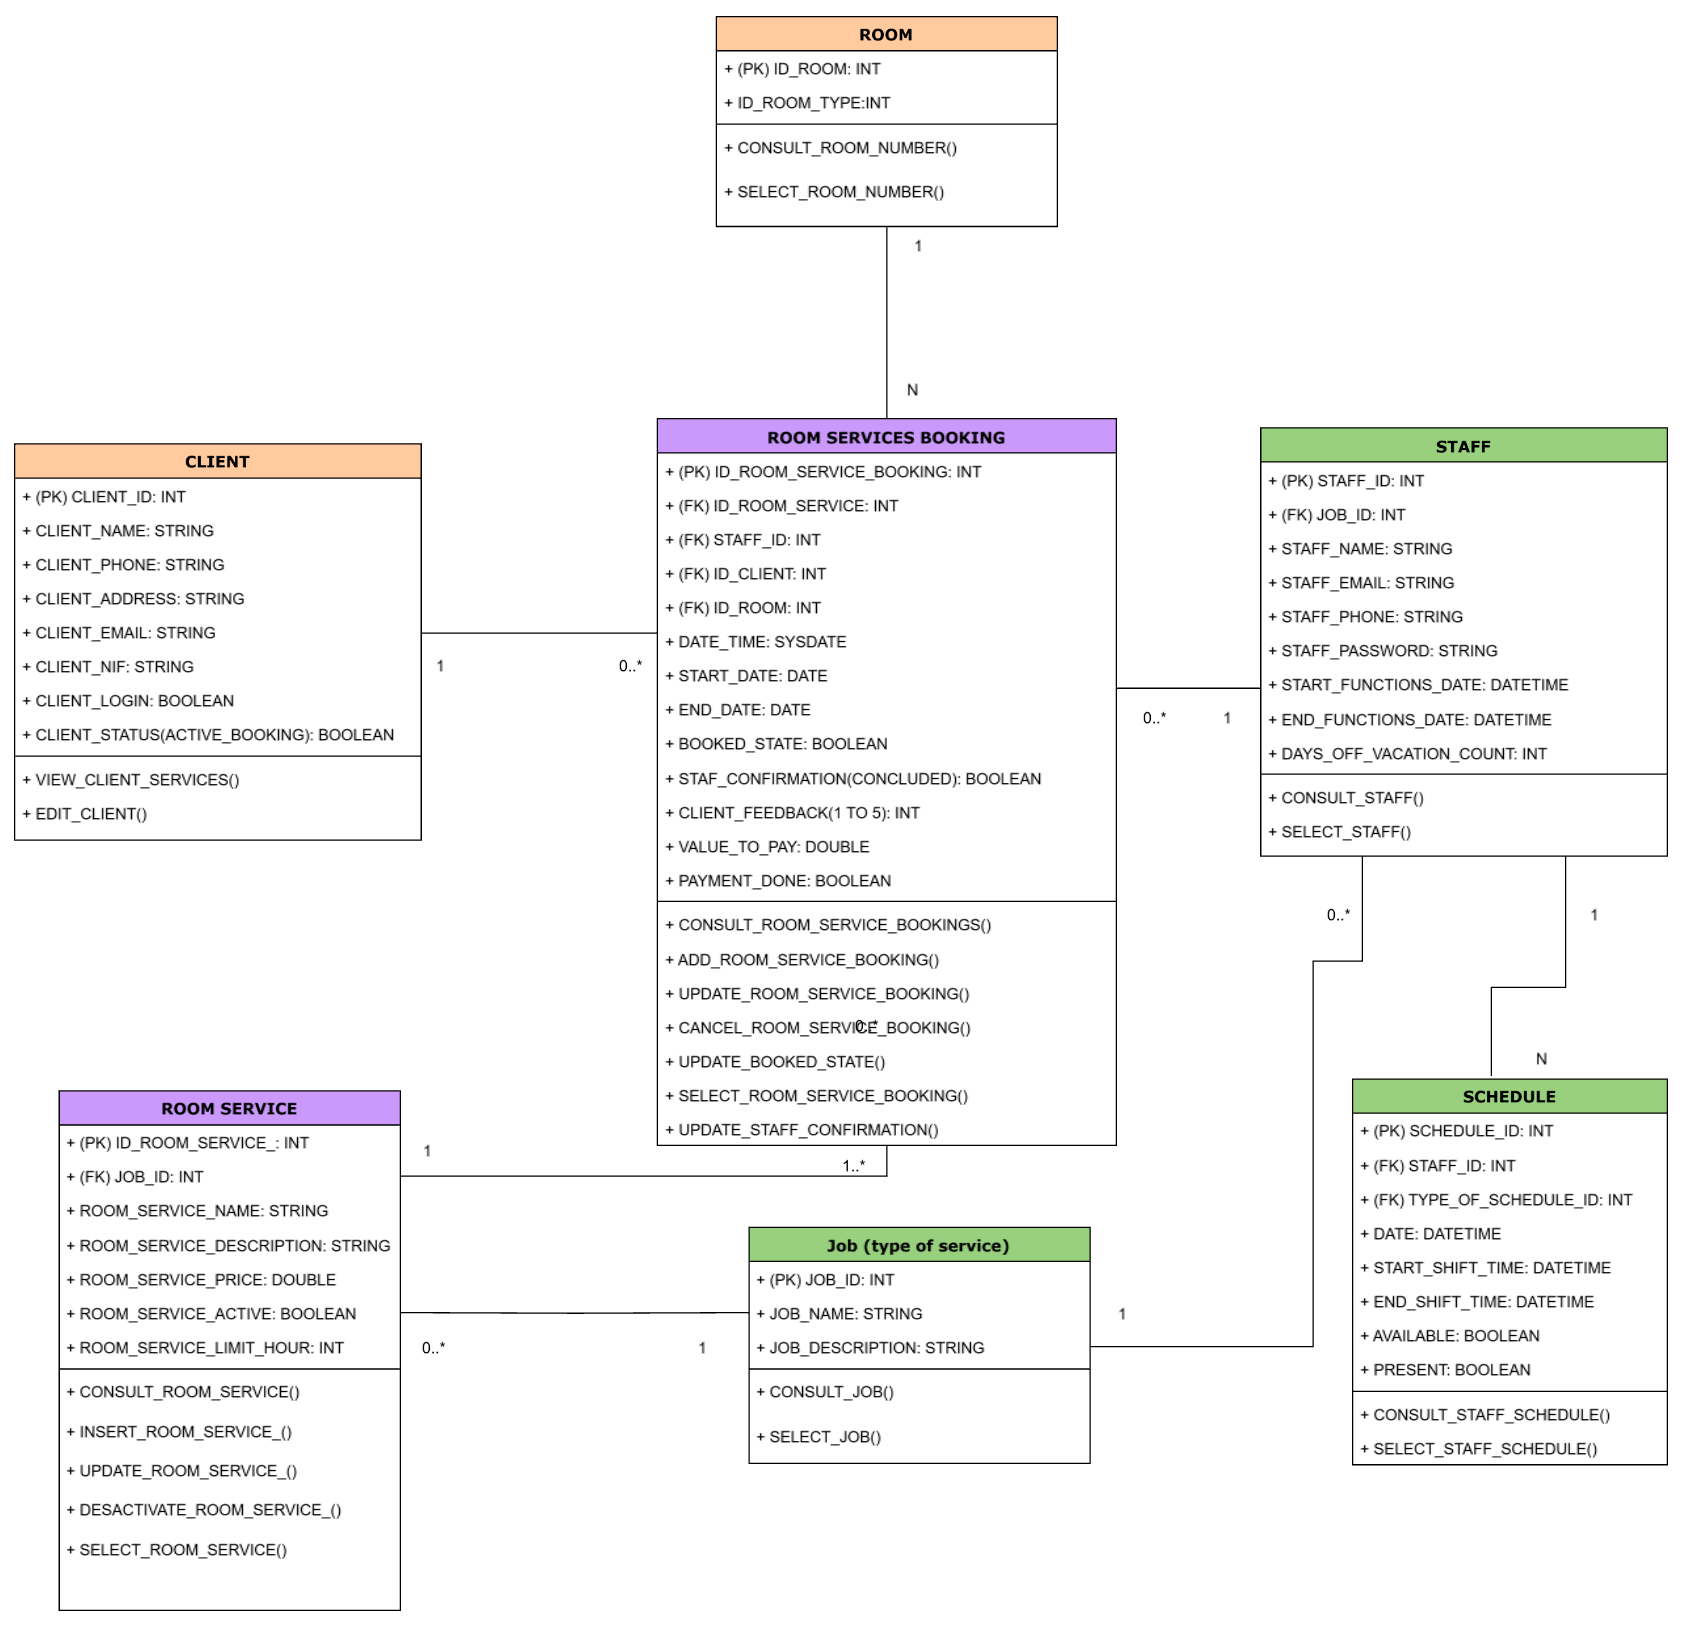 ROOM
+ (PK) ID_ROOM: INT
+ ID_ROOM_TYPE:INT
+ CONSULT_ROOM_NUMBER()
+ SELECT_ROOM_NUMBER()
1
N
CLIENT
+ (PK) CLIENT_ID: INT
+ CLIENT_NAME: STRING
+ CLIENT_PHONE: STRING
+ CLIENT_ADDRESS: STRING
+ CLIENT_EMAIL: STRING
+ CLIENT_NIF: STRING
+ CLIENT_LOGIN: BOOLEAN
+ CLIENT_STATUS(ACTIVE_BOOKING): BOOLEAN
+ VIEW_CLIENT_SERVICES()
+ EDIT_CLIENT()
1
0..*
ROOM SERVICES BOOKING
+ (PK) ID_ROOM_SERVICE_BOOKING: INT
+ (FK) ID_ROOM_SERVICE: INT
+ (FK) STAFF_ID: INT
+ (FK) ID_CLIENT: INT
+ (FK) ID_ROOM: INT
+ DATE_TIME: SYSDATE
+ START_DATE: DATE
+ END_DATE: DATE
+ BOOKED_STATE: BOOLEAN
+ STAF_CONFIRMATION(CONCLUDED): BOOLEAN
+ CLIENT_FEEDBACK(1 TO 5): INT
+ VALUE_TO_PAY: DOUBLE
+ PAYMENT_DONE: BOOLEAN
+ CONSULT_ROOM_SERVICE_BOOKINGS()
+ ADD_ROOM_SERVICE_BOOKING()
+ UPDATE_ROOM_SERVICE_BOOKING()
+ CANCEL_ROOM_SERVICE_BOOKING()
0..*
+ UPDATE_BOOKED_STATE()
+ SELECT_ROOM_SERVICE_BOOKING()
+ UPDATE_STAFF_CONFIRMATION()
0..*
1
STAFF
+ (PK) STAFF_ID: INT
+ (FK) JOB_ID: INT
+ STAFF_NAME: STRING
+ STAFF_EMAIL: STRING
+ STAFF_PHONE: STRING
+ STAFF_PASSWORD: STRING
+ START_FUNCTIONS_DATE: DATETIME
+ END_FUNCTIONS_DATE: DATETIME
+ DAYS_OFF_VACATION_COUNT: INT
+ CONSULT_STAFF()
+ SELECT_STAFF()
0..*
1
N
ROOM SERVICE
+ (PK) ID_ROOM_SERVICE_: INT
+ (FK) JOB_ID: INT
+ ROOM_SERVICE_NAME: STRING
+ ROOM_SERVICE_DESCRIPTION: STRING
+ ROOM_SERVICE_PRICE: DOUBLE
+ ROOM_SERVICE_ACTIVE: BOOLEAN
+ ROOM_SERVICE_LIMIT_HOUR: INT
+ CONSULT_ROOM_SERVICE()
+ INSERT_ROOM_SERVICE_()
+ UPDATE_ROOM_SERVICE_()
+ DESACTIVATE_ROOM_SERVICE_()
+ SELECT_ROOM_SERVICE()
1
1..*
0..*
1
Job (type of service)
+ (PK) JOB_ID: INT
+ JOB_NAME: STRING
+ JOB_DESCRIPTION: STRING
+ CONSULT_JOB()
+ SELECT_JOB()
1
SCHEDULE
+ (PK) SCHEDULE_ID: INT
+ (FK) STAFF_ID: INT
+ (FK) TYPE_OF_SCHEDULE_ID: INT
+ DATE: DATETIME
+ START_SHIFT_TIME: DATETIME
+ END_SHIFT_TIME: DATETIME
+ AVAILABLE: BOOLEAN
+ PRESENT: BOOLEAN
+ CONSULT_STAFF_SCHEDULE()
+ SELECT_STAFF_SCHEDULE()